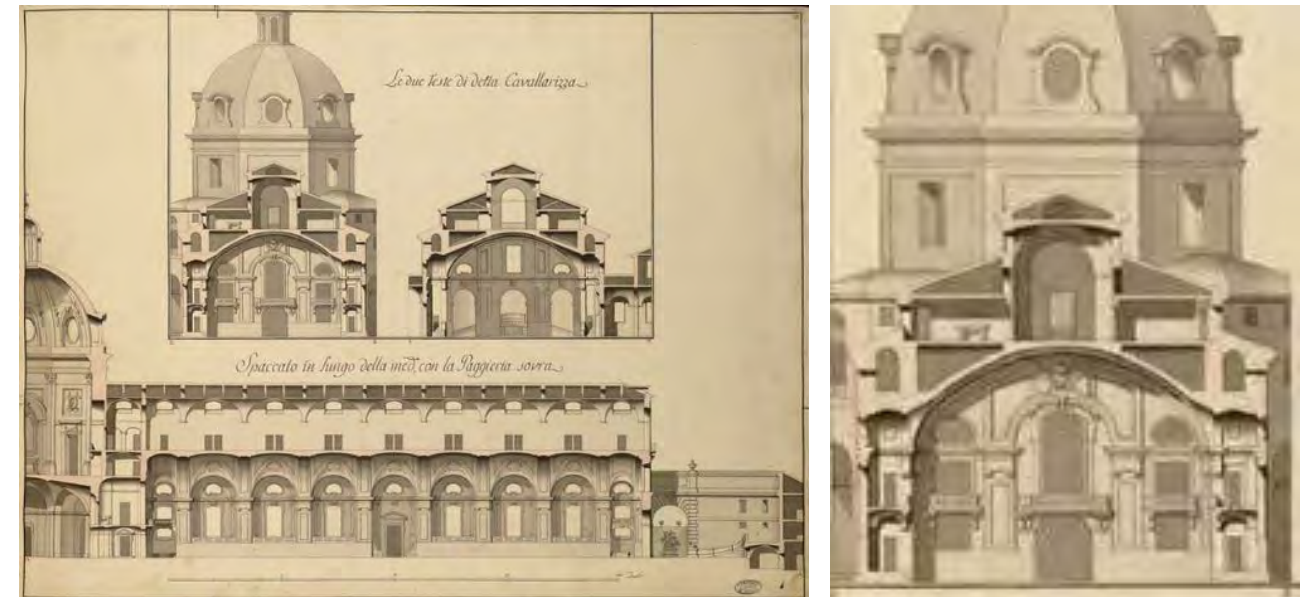 Le due Teste di detta Cavallarizza
Spaccato in lungo della med.ª con la Paggieria sovra